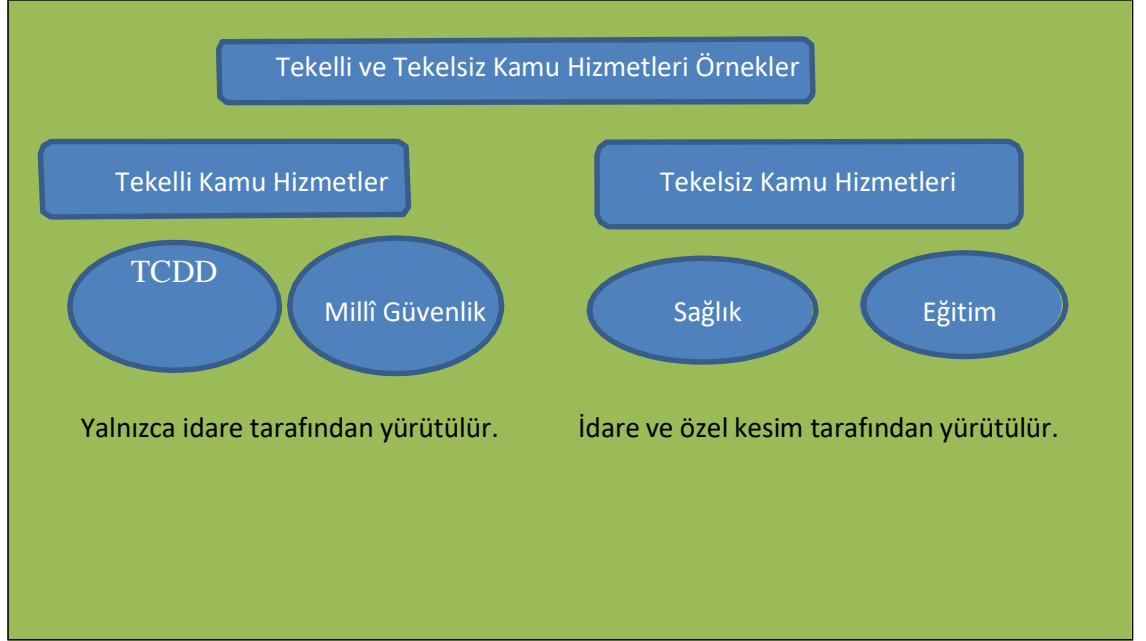 Tekelli ve Tekelsiz Kamu Hizmetleri Örnekler
Tekelli Kamu Hizmetler
Tekelsiz Kamu Hizmetleri
TCDD
Millî Güvenlik
Sağlık
Eğitim
Yalnızca idare tarafından yürütülür.
İdare ve özel kesim tarafından yürütülür.